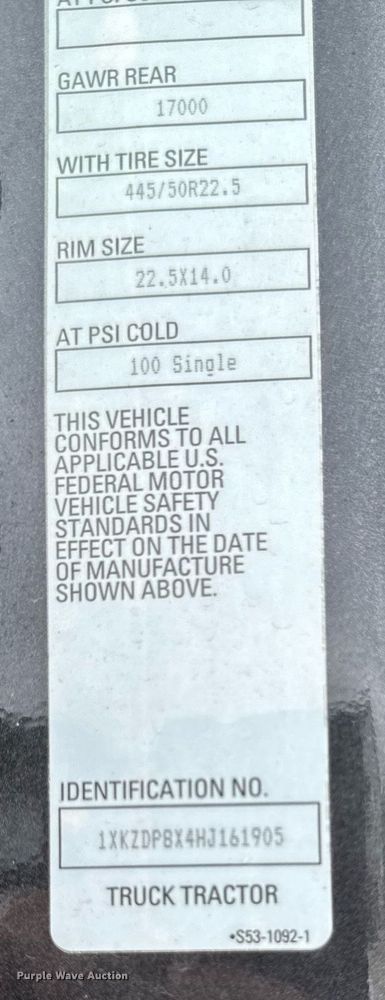 GAWR REAR
17000
WITH TIRE SIZE
445/50R22.5
RIM SIZE
22.5X14.0
AT PSI COLD
100 Single
THIS VEHICLE
CONFORMS TO ALL
APPLICABLE U.S.
FEDERAL MOTOR
VEHICLE SAFETY
STANDARDS IN
EFFECT ON THE DATE
OF MANUFACTURE
SHOWN ABOVE.
IDENTIFICATION NO.
1XKZDP8X4HJ161905
TRUCK TRACTOR
•S53-1092-1
Purple Wave Auction